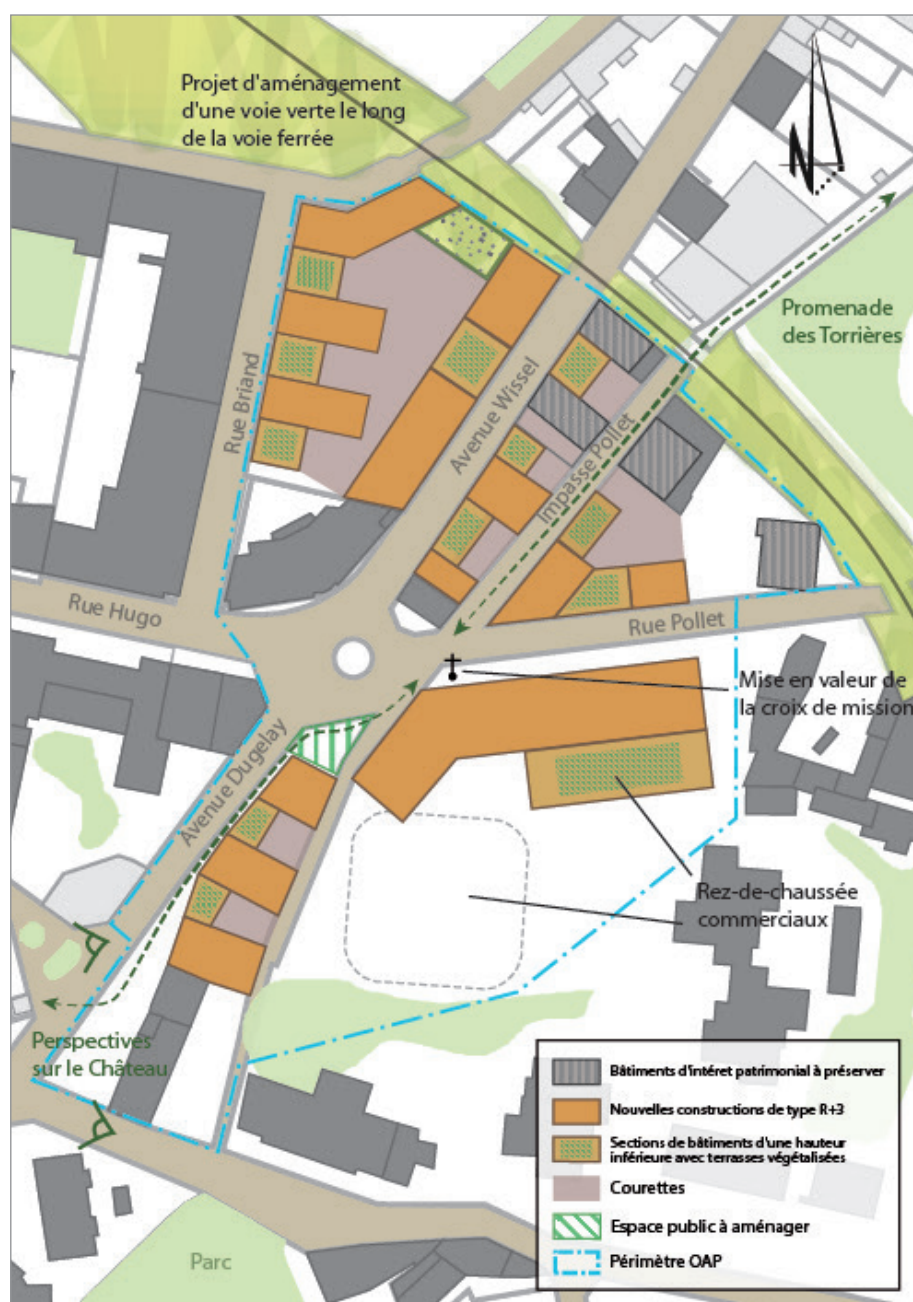 Projet d'aménagement
d'une voie verte le long
de la voie ferrée
N
Promenade
des Torrières
Rue Briand
Avenue Wissel
Impasse Pollet
Rue Hugo
Rue Pollet
Mise en valeur de
la croix de mission
Avenue Dugelay
Rez-de-chaussée
commerciaux
Perspectives
sur le Château
Parc
Bâtiments d'intéret patrimonial à préserver
Nouvelles constructions de type R+3
Sections de bâtiments d'une hauteur
inférieure avec terrasses végétalisées
Courettes
Espace public à aménager
Périmètre OAP